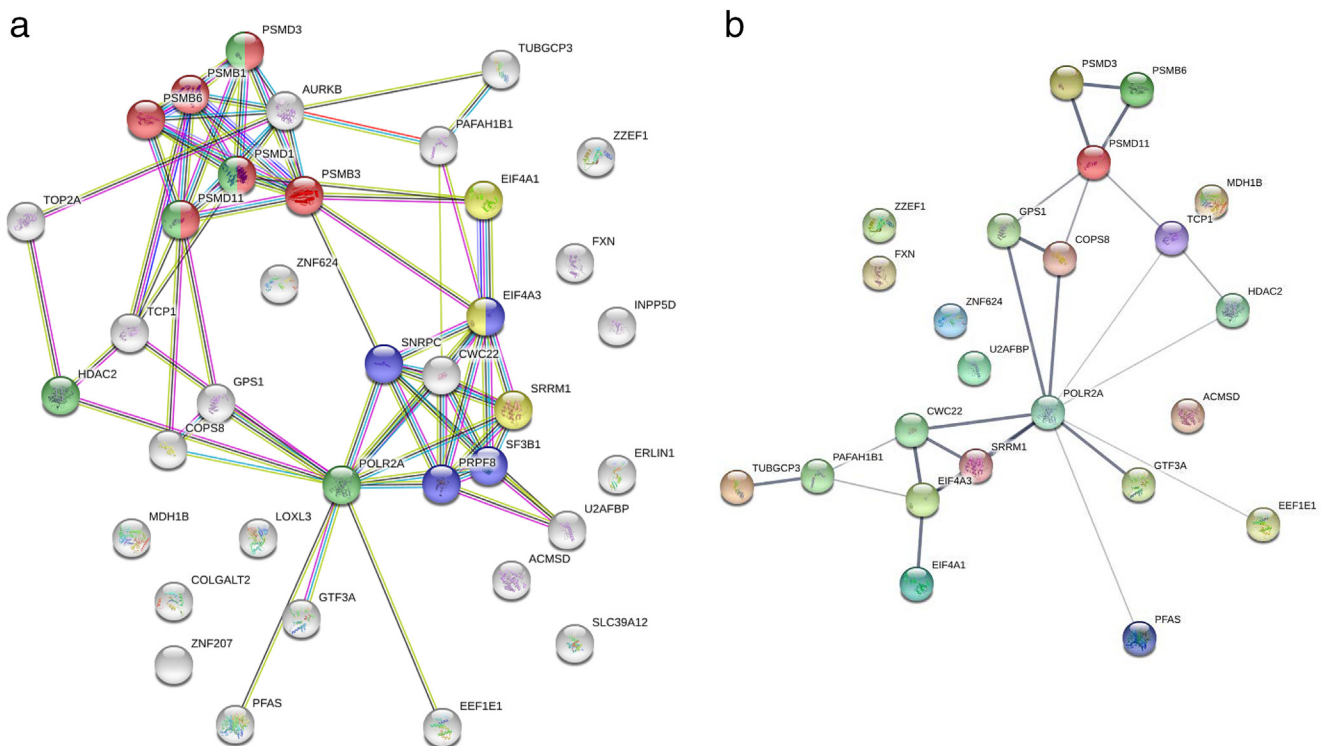 a
PSMD3
TUBGCP3
PSMB1
AURKB
PSMB6
PAFAH1B1
ZZEF1
PSMD1
PSMB3
EIF4A1
PSMD11
TOP2A
FXN
ZNF624
EIF4A3
INPP5D
TCP1
SNRPC
CWC22
HDAC2
GPS1
SRRM1
COPS8
SF3B1
POLR2A
PRPF8
ERLIN1
U2AFBP
MDH1B
LOXL3
ACMSD
COLGALT2
GTF3A
ZNF207
SLC39A12
PFAS
EEF1E1
b
PSMD3
PSMB6
PSMD11
MDH1B
ZZEF1
GPS1
TCP1
COPS8
FXN
ZNF624
HDAC2
U2AFBP
POLR2A
ACMSD
CWC22
SRRM1
TUBGCP3
PAFAH1B1
GTF3A
EIF4A3
EEF1E1
EIF4A1
PFAS